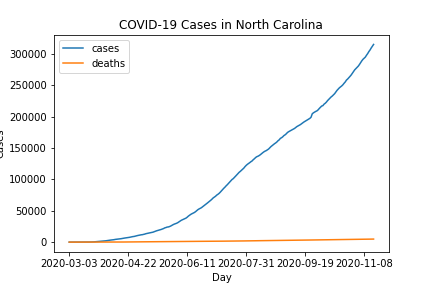 COVID-19 Cases in North Carolina
cases
deaths
300000
250000
200000
150000
100000
50000
0
cases
2020-03-03 2020-04-22 2020-06-11 2020-07-31 2020-09-19 2020-11-08
Day